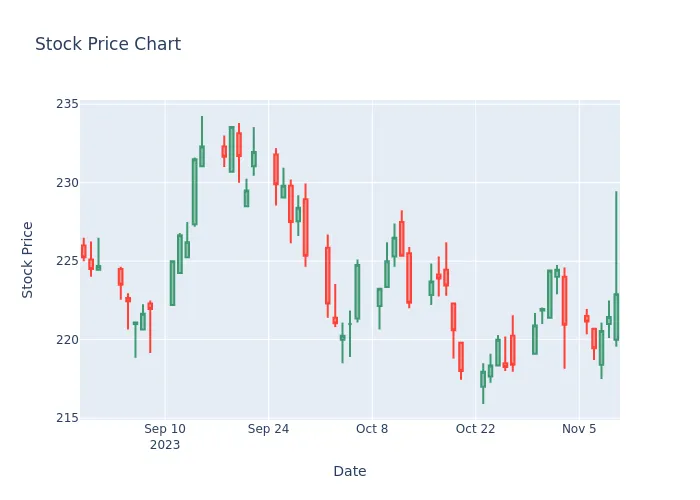 Stock Price Chart
Stock Price
235
230
225
220
215
Sep 10
2023
Sep 24
Oct 8
Oct 22
Nov 5
Date